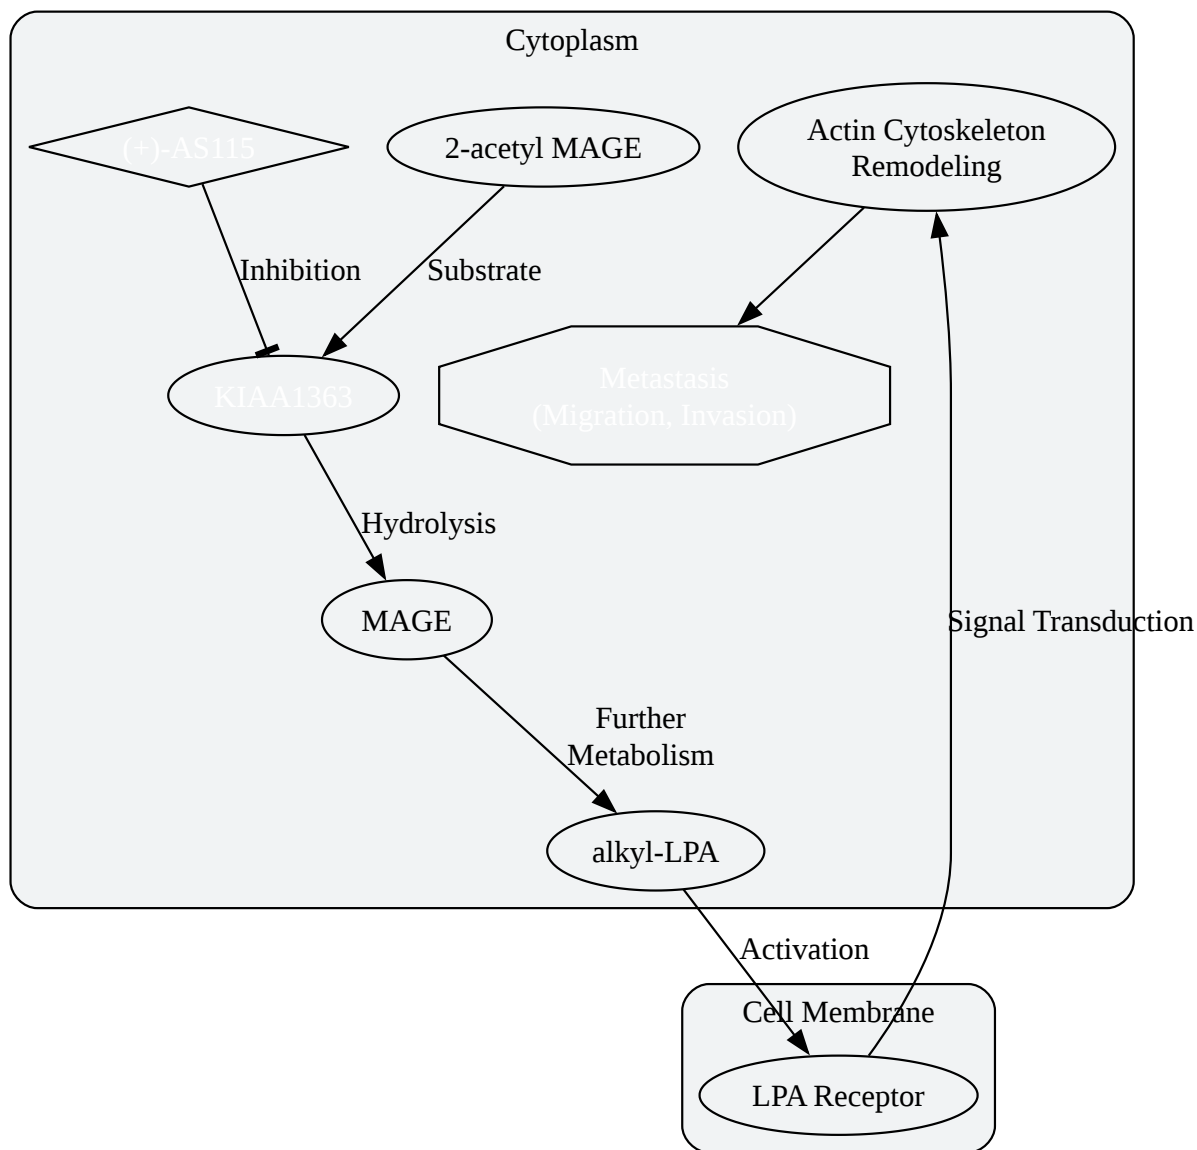 Cytoplasm
(+)-AS115
2-acetyl MAGE
Actin Cytoskeleton
Remodeling
Inhibition
Substrate
KIAA1363
Metastasis
(Migration, Invasion)
Hydrolysis
MAGE
Signal Transduction
Further
Metabolism
alkyl-LPA
Activation
Cell Membrane
LPA Receptor